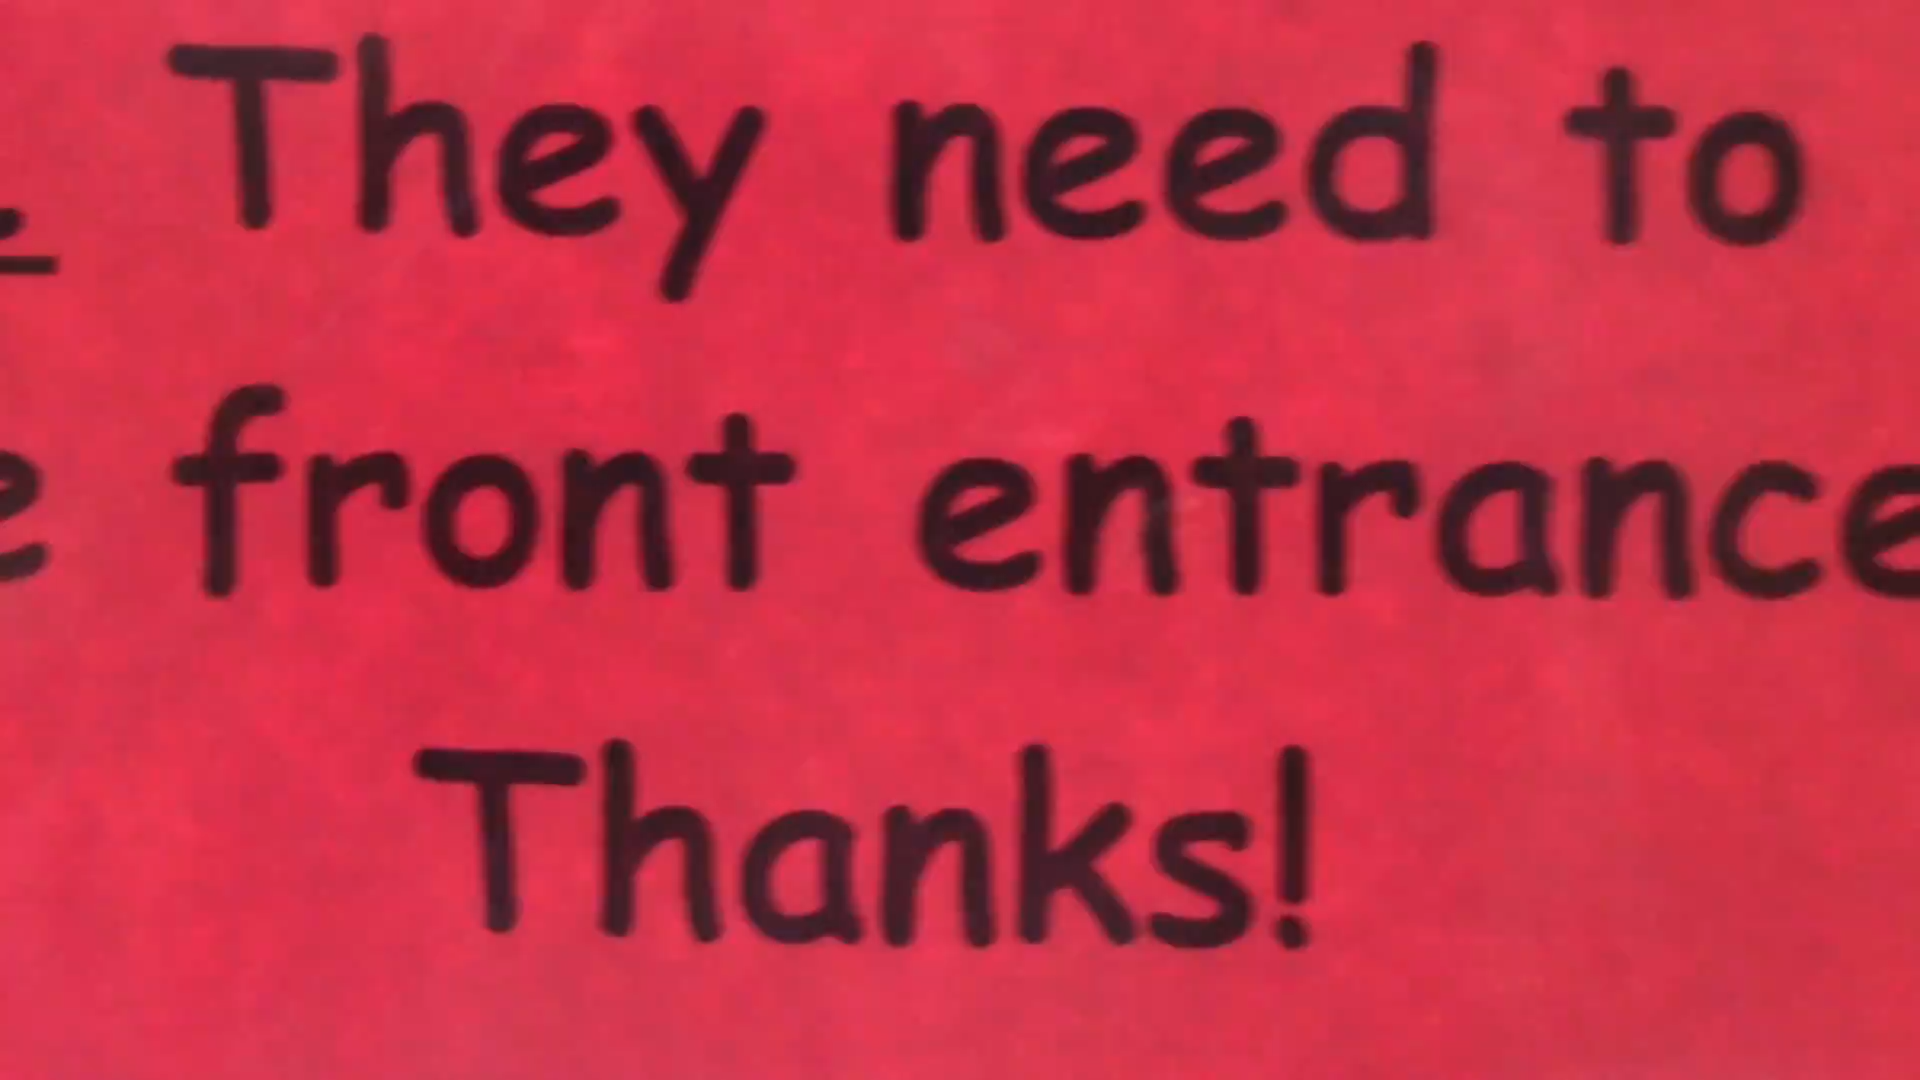 . They need to
e front entrance
Thanks!